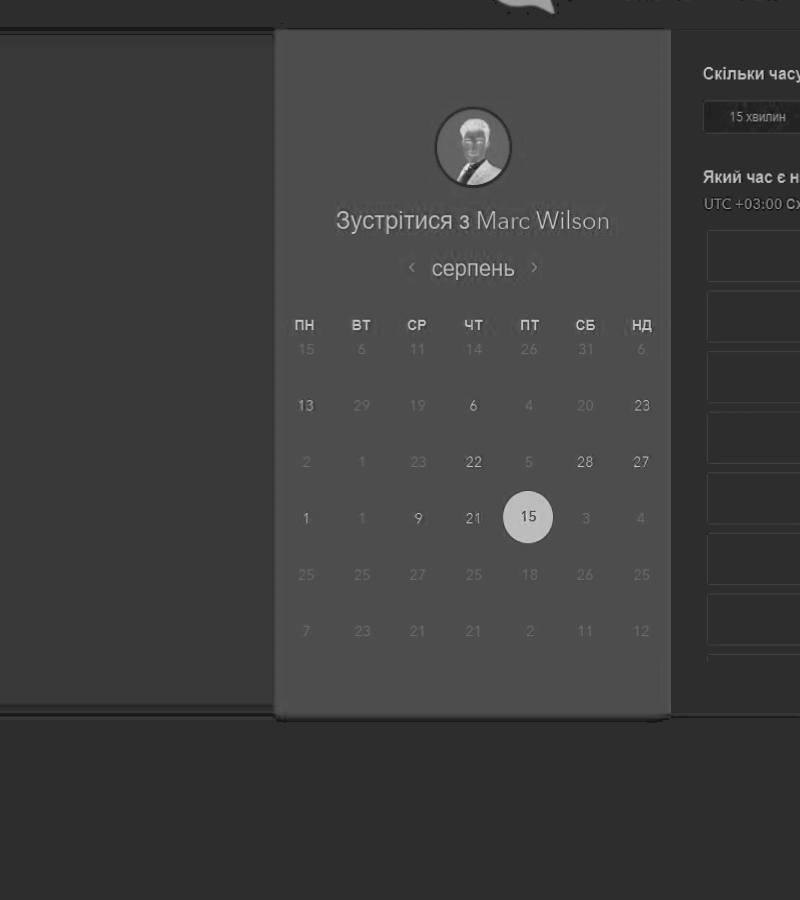 Зустрітися з Marc Wilson
‹ серпень ›
ПН ВТ СР ЧТ ПТ СБ НД
15 6 11 14 26 31 6
13 29 19 6 4 20 23
2 1 23 22 5 28 27
1 1 9 21 15 3 4
25 25 27 25 18 26 25
7 23 21 21 2 11 12
Скільки часу
15 хвилин
Який час є н
UTC +03:00